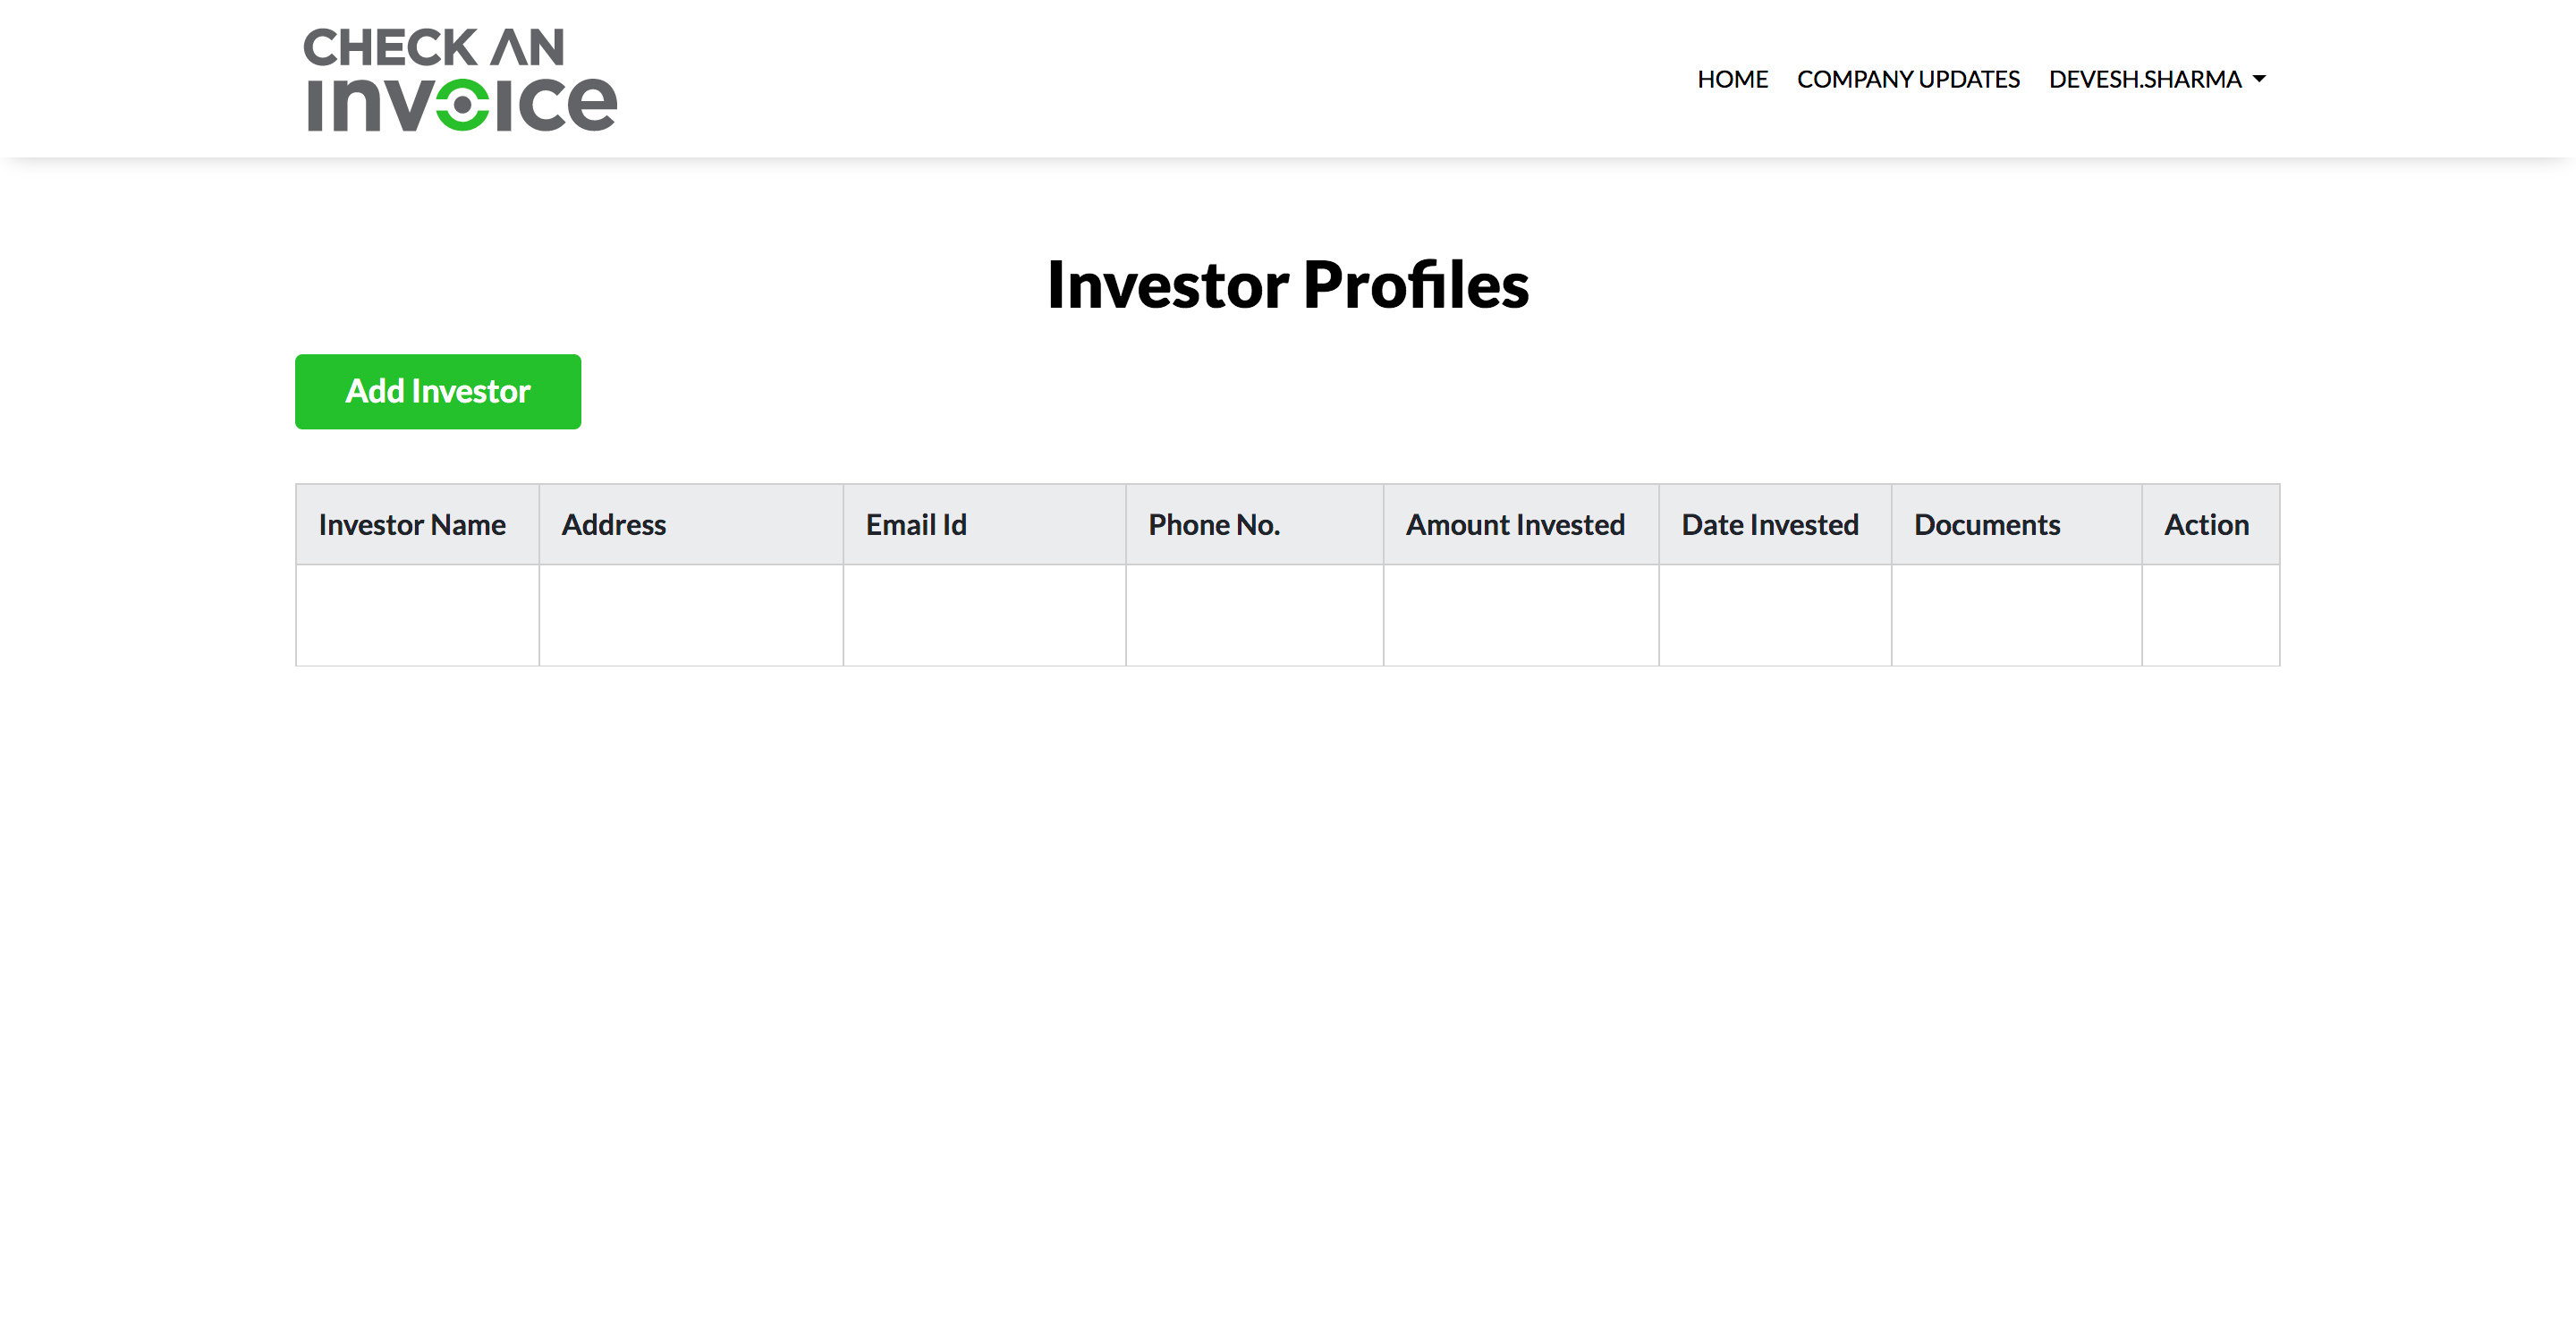 CHECK AN
invoice
HOME COMPANY UPDATES DEVESH.SHARMA
Investor Profiles
Add Investor
Investor Name Address Email Id Phone No. Amount Invested Date Invested Documents Action